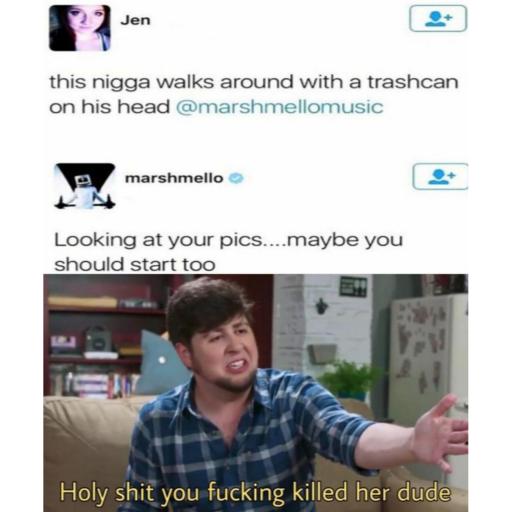 Jen
this nigga walks around with a trashcan
on his head @marshmellomusic
marshmello
Looking at your pics....maybe you
should start too
Holy shit you fucking killed her dude